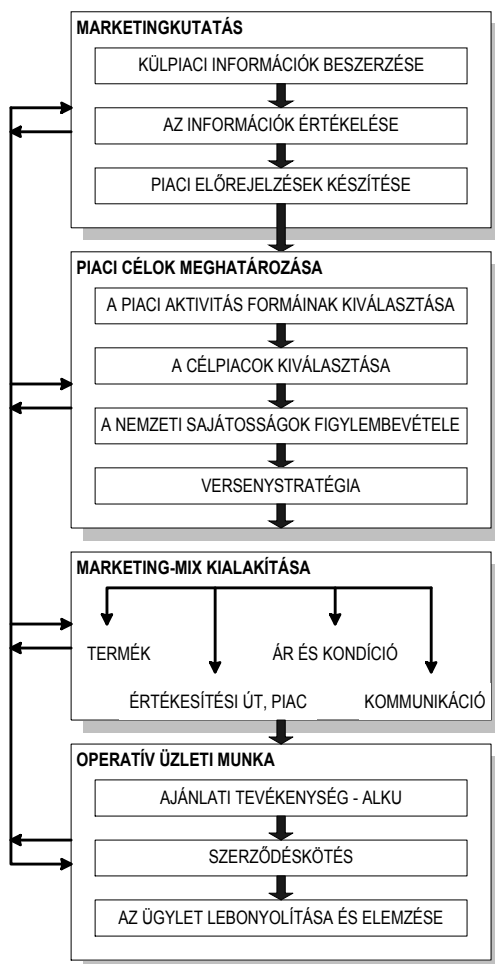 MARKETINGKUTATÁS
KÜLPIACI INFORMÁCIÓK BESZERZÉSE
AZ INFORMÁCIÓK ÉRTÉKELÉSE
PIACI ELŐREJELZÉSEK KÉSZÍTÉSE
PIACI CÉLOK MEGHATÁROZÁSA
A PIACI AKTIVITÁS FORMÁINAK KIVÁLASZTÁSA
A CÉLPIACOK KIVÁLASZTÁSA
A NEMZETI SAJÁTOSSÁGOK FIGYLEMBEVÉTELE
VERSENYSTRATÉGIA
MARKETING-MIX KIALAKÍTÁSA
TERMÉK
ÁR ÉS KONDÍCIÓ
ÉRTÉKESÍTÉSI ÚT, PIAC
KOMMUNIKÁCIÓ
OPERATÍV ÜZLETI MUNKA
AJÁNLATI TEVÉKENYSÉG - ALKU
SZERZŐDÉSKÖTÉS
AZ ÜGYLET LEBONYOLÍTÁSA ÉS ELEMZÉSE